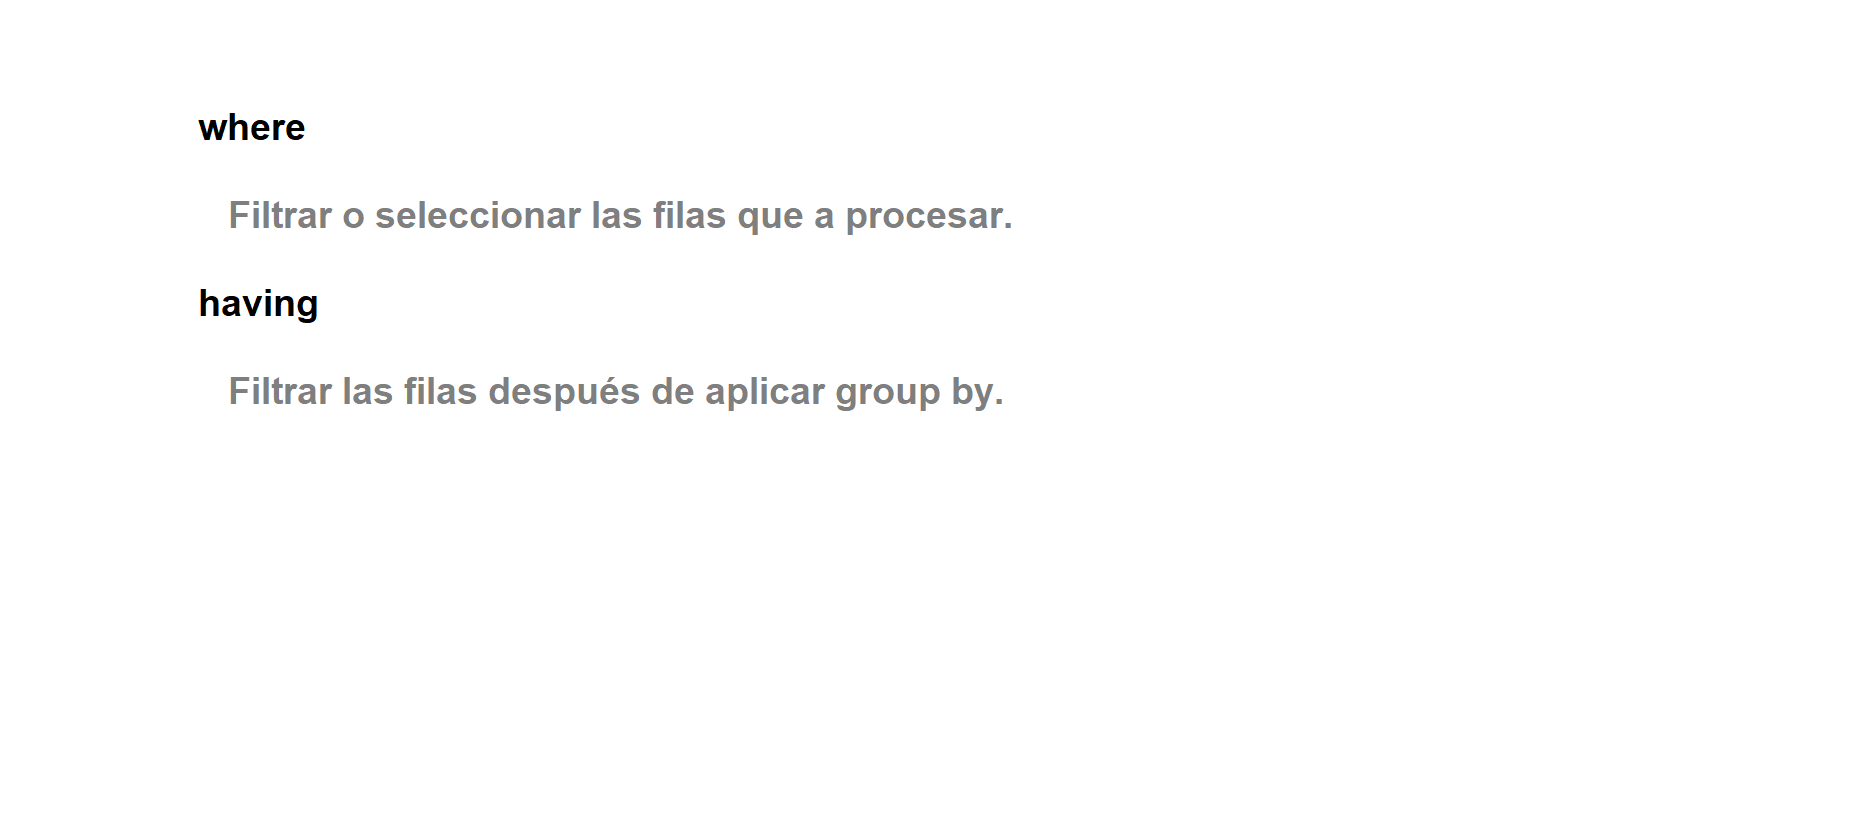 where
Filtrar o seleccionar las filas que a procesar.
having
Filtrar las filas después de aplicar group by.